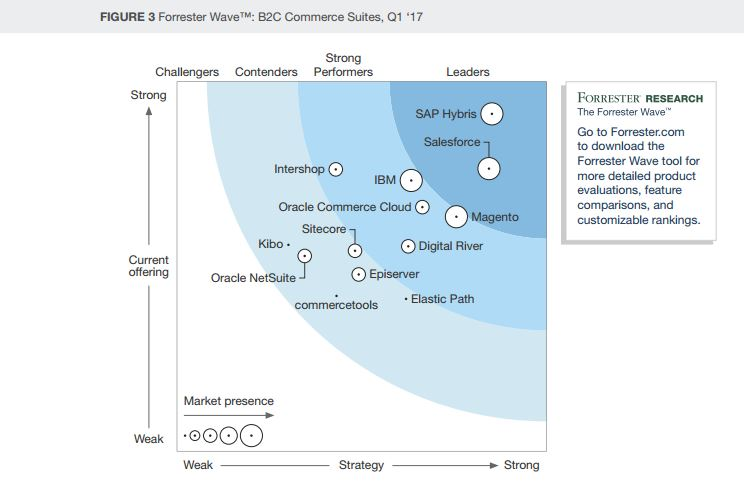 FIGURE 3 Forrester Wave™: B2C Commerce Suites, Q1 ‘17
Challengers
Contenders
Strong
Performers
Leaders
Strong
Current
offering
Weak
SAP Hybris
Salesforce
Intershop
IBM
Oracle Commerce Cloud
Magento
Sitecore
Kibo
Digital River
Oracle NetSuite
Episerver
commercetools
Elastic Path
Market presence
Weak
Strategy
Strong
FORRESTER® RESEARCH
The Forrester Wave™
Go to Forrester.com
to download the
Forrester Wave tool for
more detailed product
evaluations, feature
comparisons, and
customizable rankings.